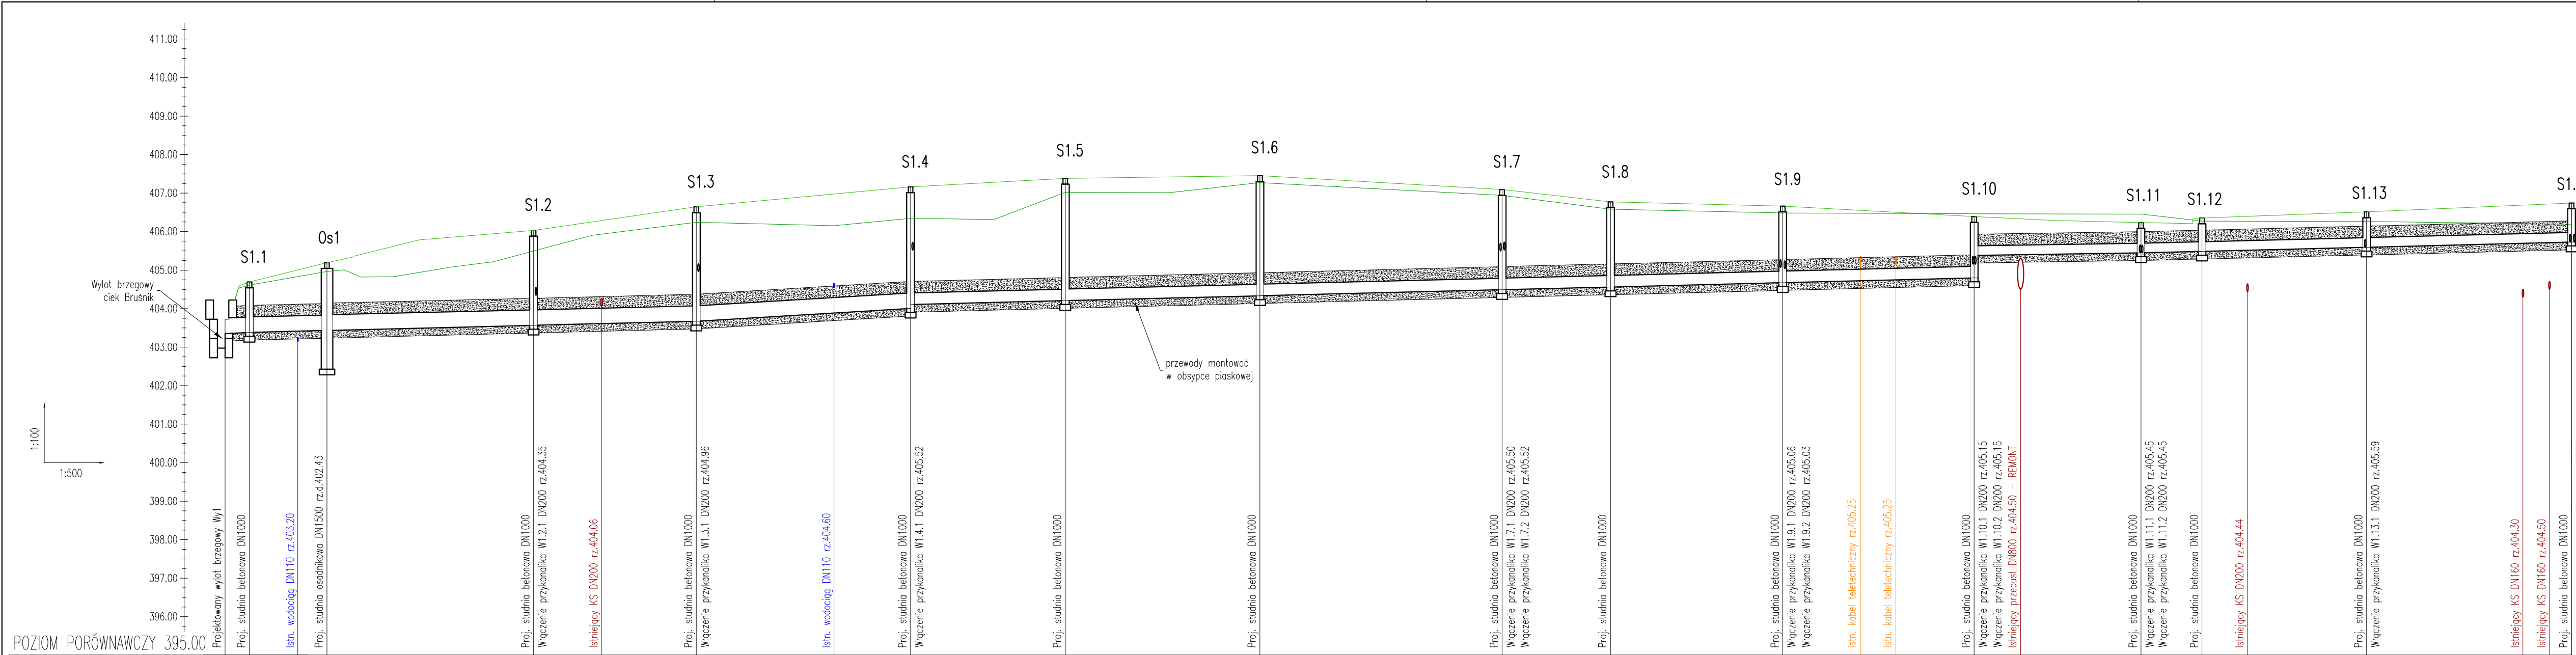 411.00
410.00
409.00
408.00
407.00
406.00
405.00
404.00
403.00
402.00
401.00
400.00
399.00
398.00
397.00
396.00
POZIOM PORÓWNAWCZY 395.00
1:100
1:500
Wylot brzegowy
ciek Bruśnik
S1.1
Os1
S1.2
S1.3
S1.4
S1.5
S1.6
S1.7
S1.8
S1.9
S1.10
S1.11
S1.12
S1.13
S1.
przewody montować
w obsypce piaskowej
Projektowany wylot brzegowy Wy1
Proj. studnia betonowa DN1000
Istn. wodociąg DN110 rz.403.20
Proj. studnia osadnikowa DN1500 rz.d.402.43
Proj. studnia betonowa DN1000
Włączenie przykanalika W1.2.1 DN200 rz.404.35
Istniejący KS DN200 rz.404.06
Proj. studnia betonowa DN1000
Włączenie przykanalika W1.3.1 DN200 rz.404.96
Istn. wodociąg DN110 rz.404.60
Proj. studnia betonowa DN1000
Włączenie przykanalika W1.4.1 DN200 rz.405.52
Proj. studnia betonowa DN1000
Proj. studnia betonowa DN1000
Proj. studnia betonowa DN1000
Włączenie przykanalika W1.7.1 DN200 rz.405.50
Włączenie przykanalika W1.7.2 DN200 rz.405.52
Proj. studnia betonowa DN1000
Proj. studnia betonowa DN1000
Włączenie przykanalika W1.9.1 DN200 rz.405.06
Włączenie przykanalika W1.9.2 DN200 rz.405.03
Istn. kabel teletechniczny rz.405.25
Istn. kabel teletechniczny rz.405.25
Proj. studnia betonowa DN1000
Włączenie przykanalika W1.10.1 DN200 rz.405.15
Włączenie przykanalika W1.10.2 DN200 rz.405.15
Istniejący przepust DN800 rz.404.50 - REMONT
Proj. studnia betonowa DN1000
Włączenie przykanalika W1.11.1 DN200 rz.405.45
Włączenie przykanalika W1.11.2 DN200 rz.405.45
Proj. studnia betonowa DN1000
Istniejący KS DN200 rz.404.44
Proj. studnia betonowa DN1000
Włączenie przykanalika W1.13.1 DN200 rz.405.59
Istniejący KS DN160 rz.404.30
Istniejący KS DN160 rz.404.50
Proj. studnia betonowa DN1000